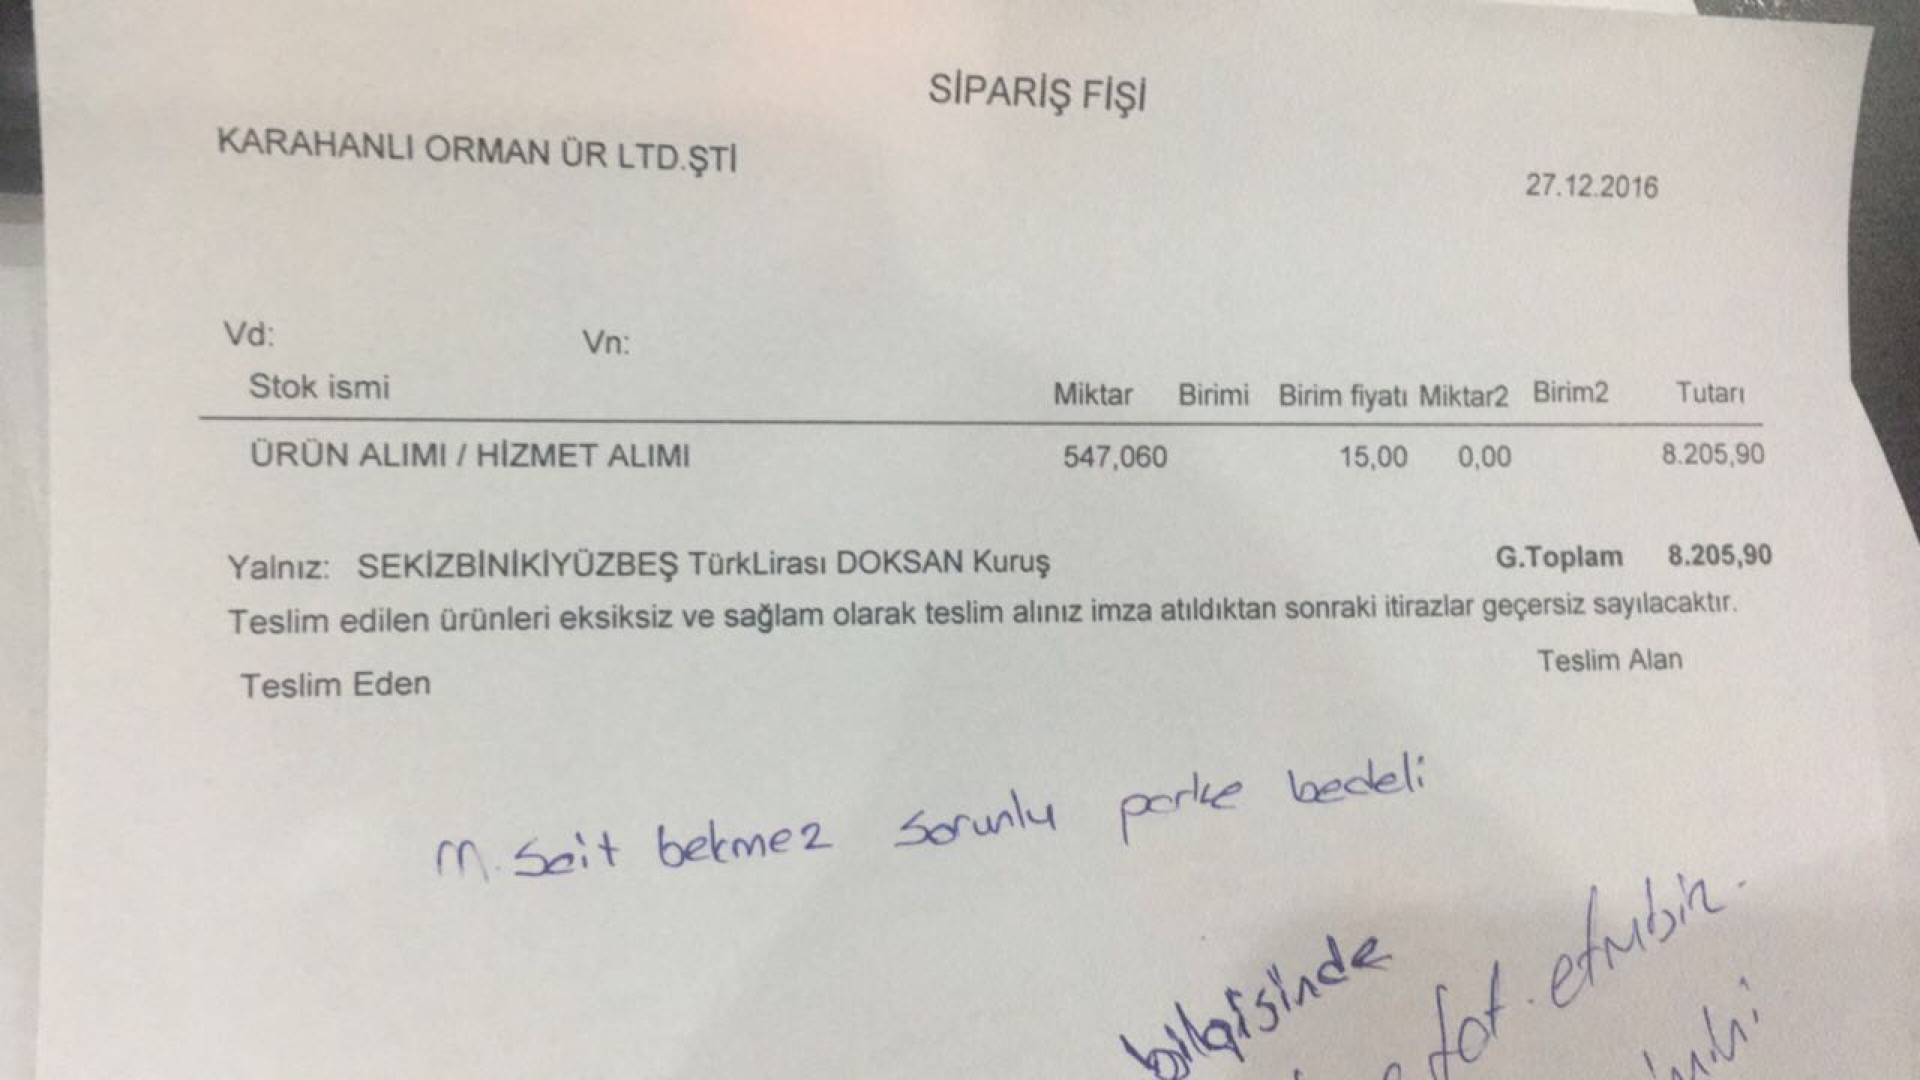 SİPARİŞ FİŞİ
KARAHANLI ORMAN ÜR LTD.ŞTİ
27.12.2016
Vd: Vn:
Stok ismi Miktar Birimi Birim fiyatı Miktar2 Birim2 Tutarı
ÜRÜN ALIMI / HİZMET ALIMI 547,060 15,00 0,00 8.205,90
Yalnız: SEKİZBİNİKİYÜZBEŞ TürkLirası DOKSAN Kuruş G.Toplam 8.205,90
Teslim edilen ürünleri eksiksiz ve sağlam olarak teslim alınız imza atıldıktan sonraki itirazlar geçersiz sayılacaktır.
Teslim Eden Teslim Alan
M. Sait bekmez sorunlu parke bedeli
bilgisinde